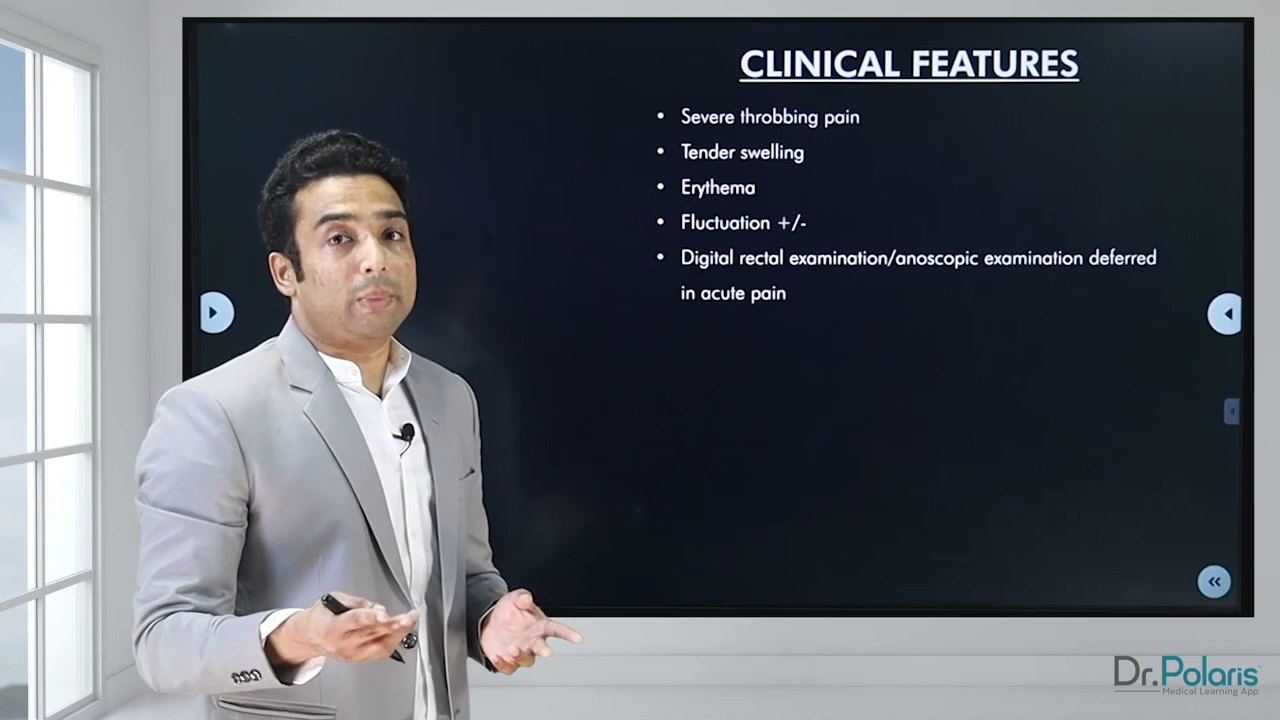 CLINICAL FEATURES
• Severe throbbing pain
• Tender swelling
• Erythema
• Fluctuation +/-
• Digital rectal examination/anoscopic examination deferred
in acute pain
Dr.Polaris
Medical Learning App